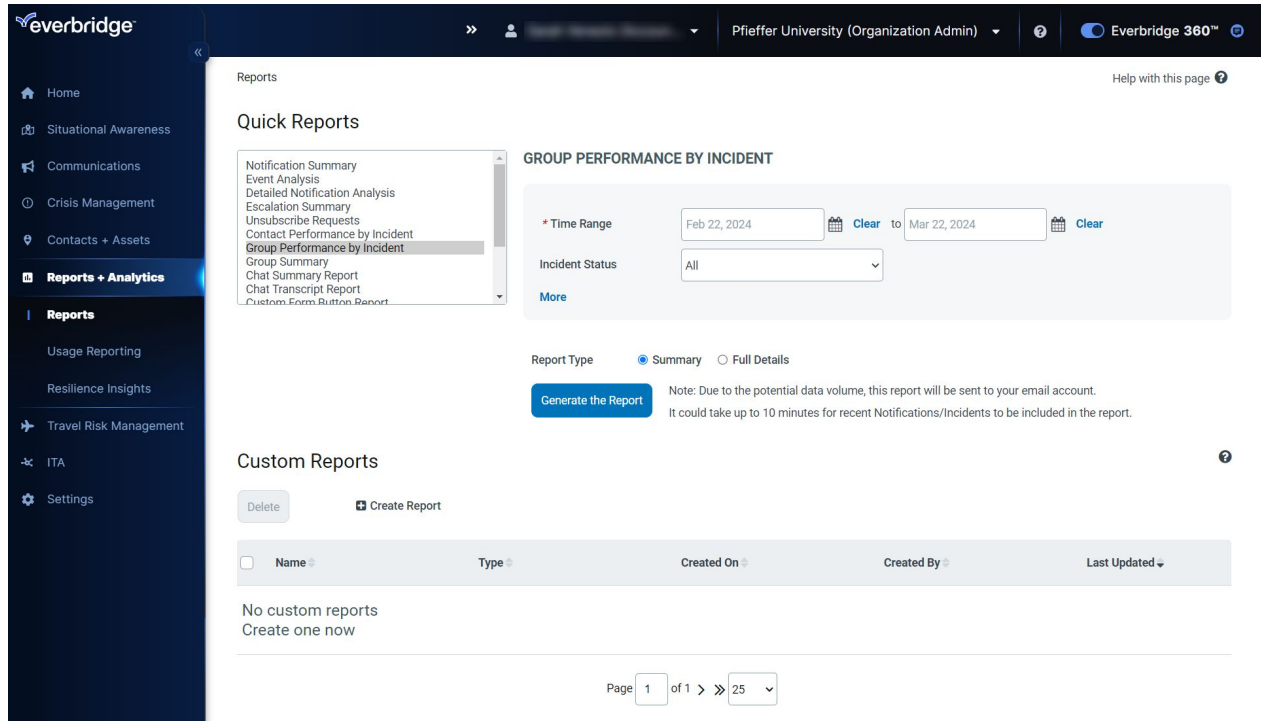 everbridge™
Pfieffer University (Organization Admin)
Everbridge 360™
Home
Situational Awareness
Communications
Crisis Management
Contacts + Assets
Reports + Analytics
Reports
Usage Reporting
Resilience Insights
Travel Risk Management
ITA
Settings
Reports
Help with this page
Quick Reports
Notification Summary
Event Analysis
Detailed Notification Analysis
Escalation Summary
Unsubscribe Requests
Contact Performance by Incident
Group Performance by Incident
Group Summary
Chat Summary Report
Chat Transcript Report
Custom Form Button Report
GROUP PERFORMANCE BY INCIDENT
* Time Range Feb 22, 2024 Clear to Mar 22, 2024 Clear
Incident Status All
More
Report Type Summary Full Details
Generate the Report
Note: Due to the potential data volume, this report will be sent to your email account.
It could take up to 10 minutes for recent Notifications/Incidents to be included in the report.
Custom Reports
Delete Create Report
Name Type Created On Created By Last Updated
No custom reports
Create one now
Page 1 of 1 25